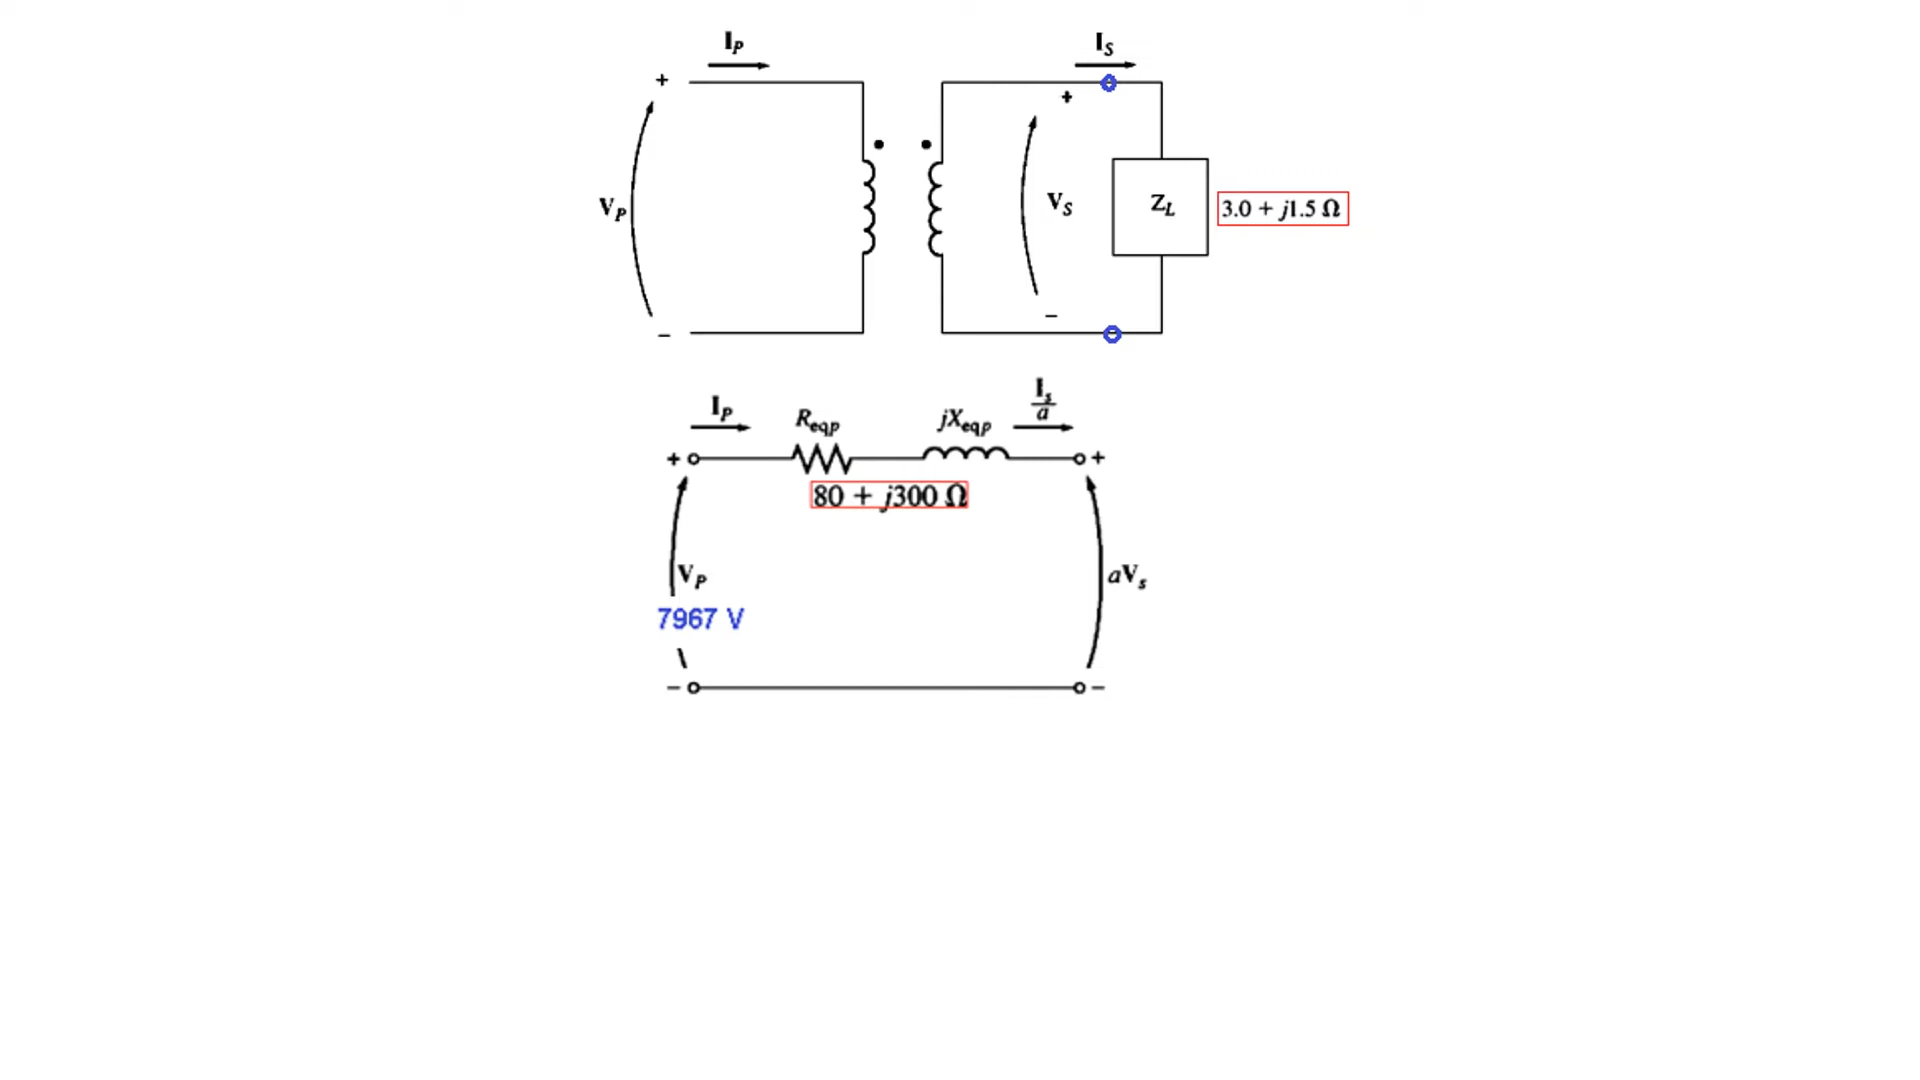 I_P
I_S
+
+
V_P
V_S
Z_L
3.0 + j1.5 Ω
−
−
I_P
R_eqp
jX_eqp
I_s/a
+
+
80 + j300 Ω
V_P
aV_s
7967 V
−
−